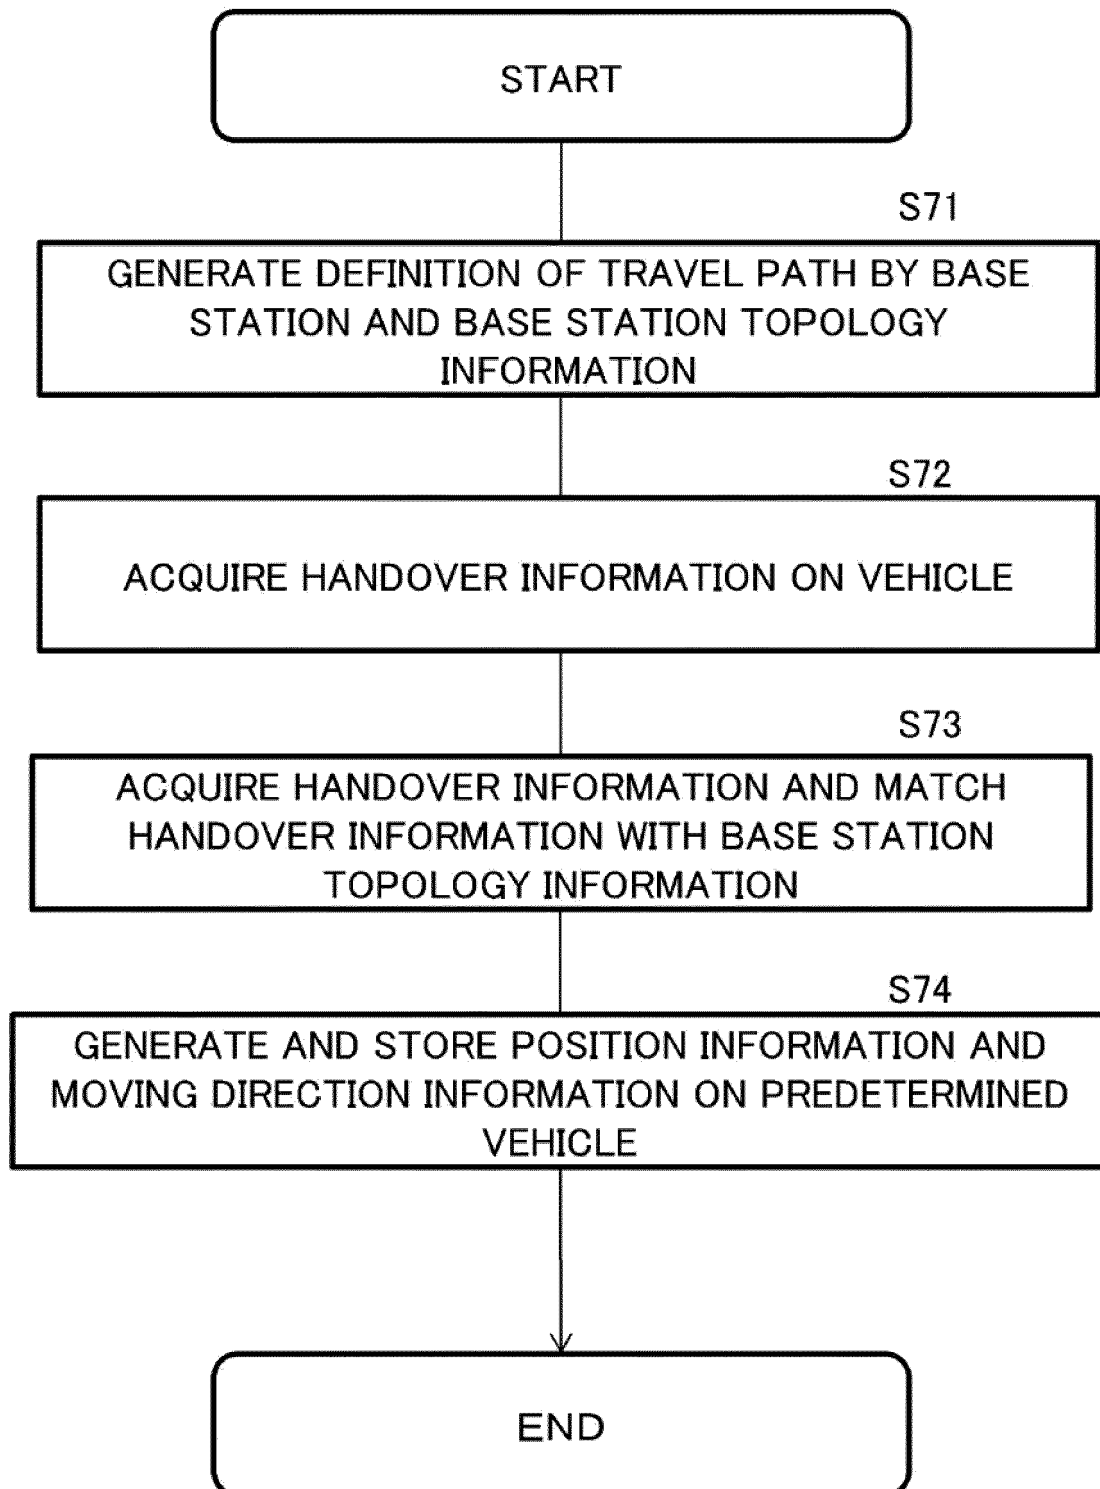 START
S71
GENERATE DEFINITION OF TRAVEL PATH BY BASE
STATION AND BASE STATION TOPOLOGY
INFORMATION
S72
ACQUIRE HANDOVER INFORMATION ON VEHICLE
S73
ACQUIRE HANDOVER INFORMATION AND MATCH
HANDOVER INFORMATION WITH BASE STATION
TOPOLOGY INFORMATION
S74
GENERATE AND STORE POSITION INFORMATION AND
MOVING DIRECTION INFORMATION ON PREDETERMINED
VEHICLE
END